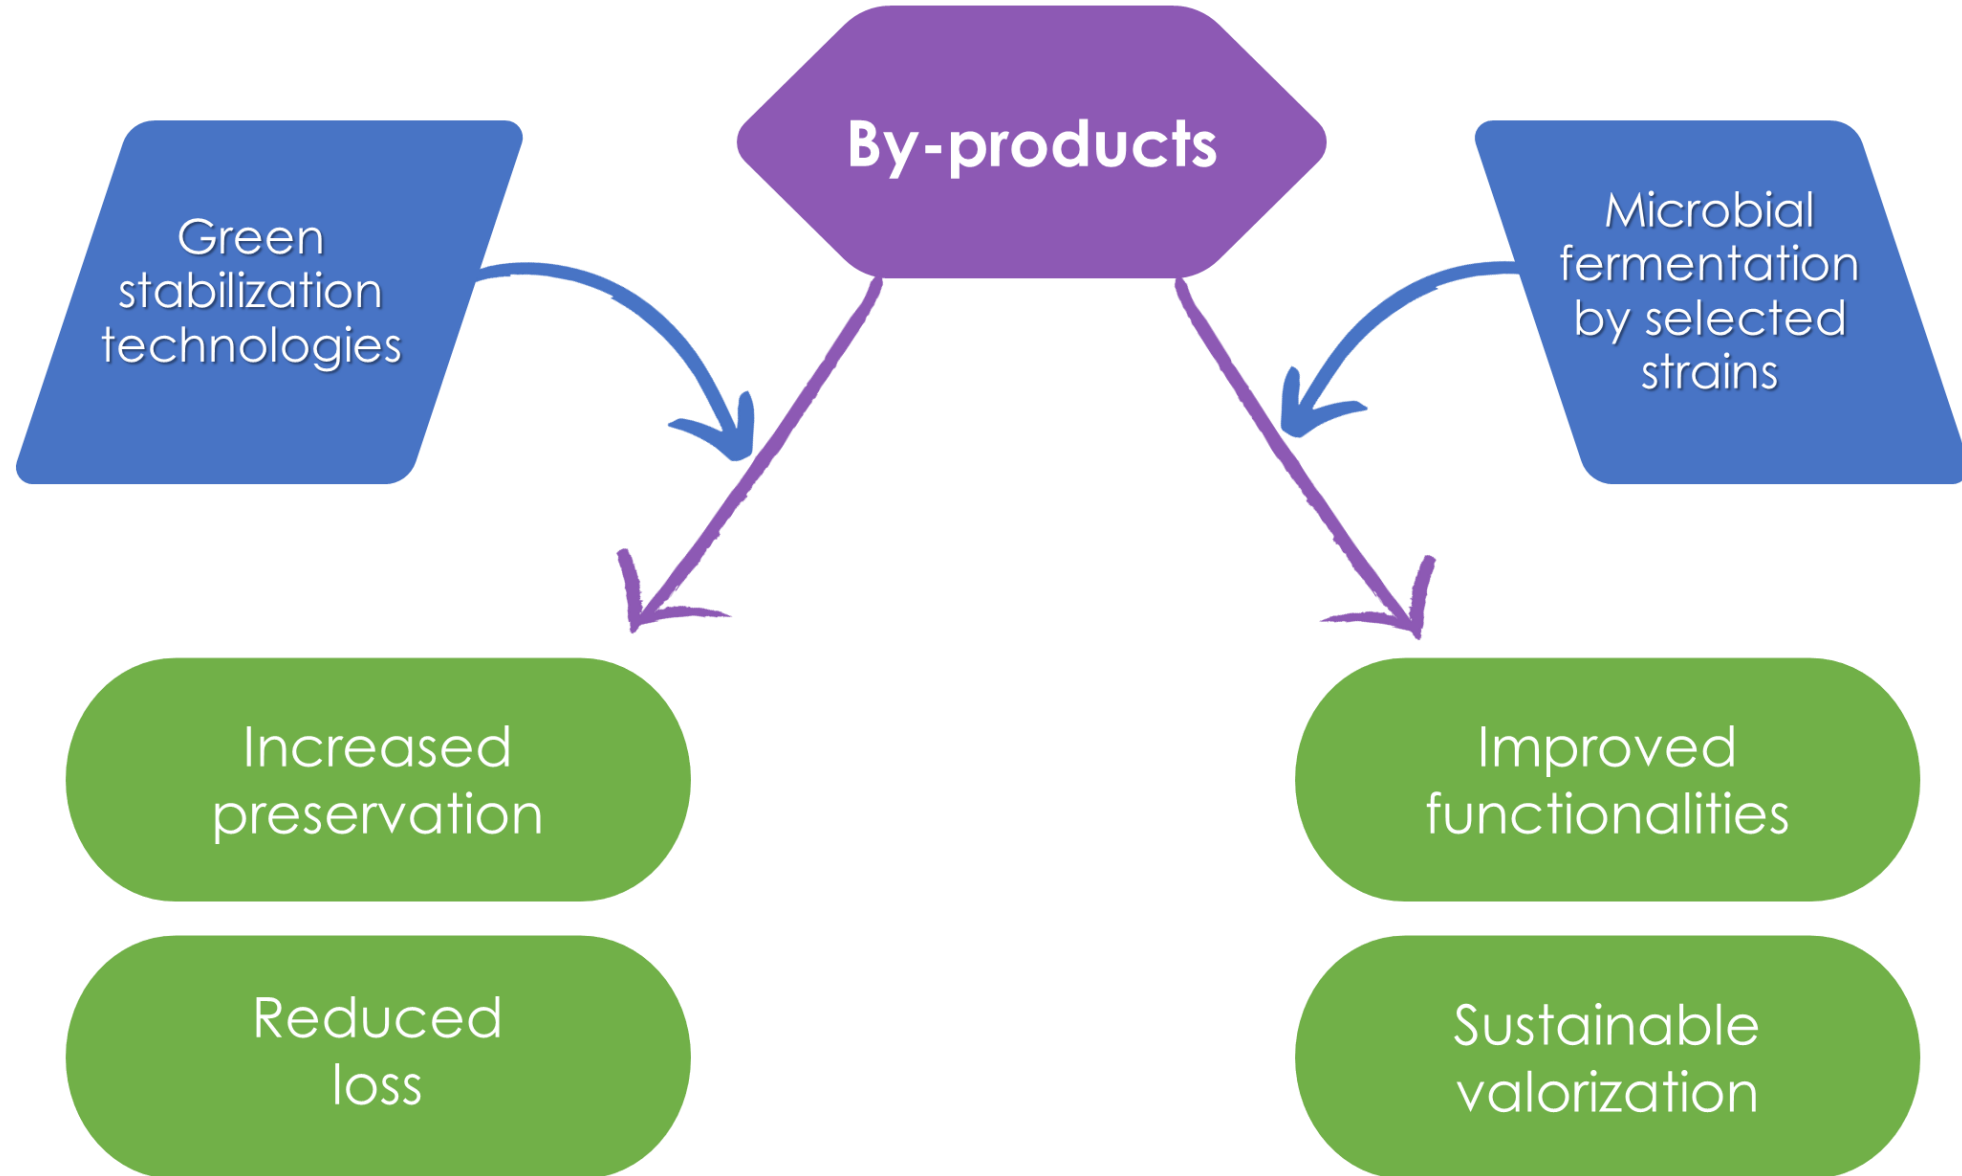 By-products
Green
stabilization
technologies
Microbial
fermentation
by selected
strains
Increased
preservation
Improved
functionalities
Reduced
loss
Sustainable
valorization